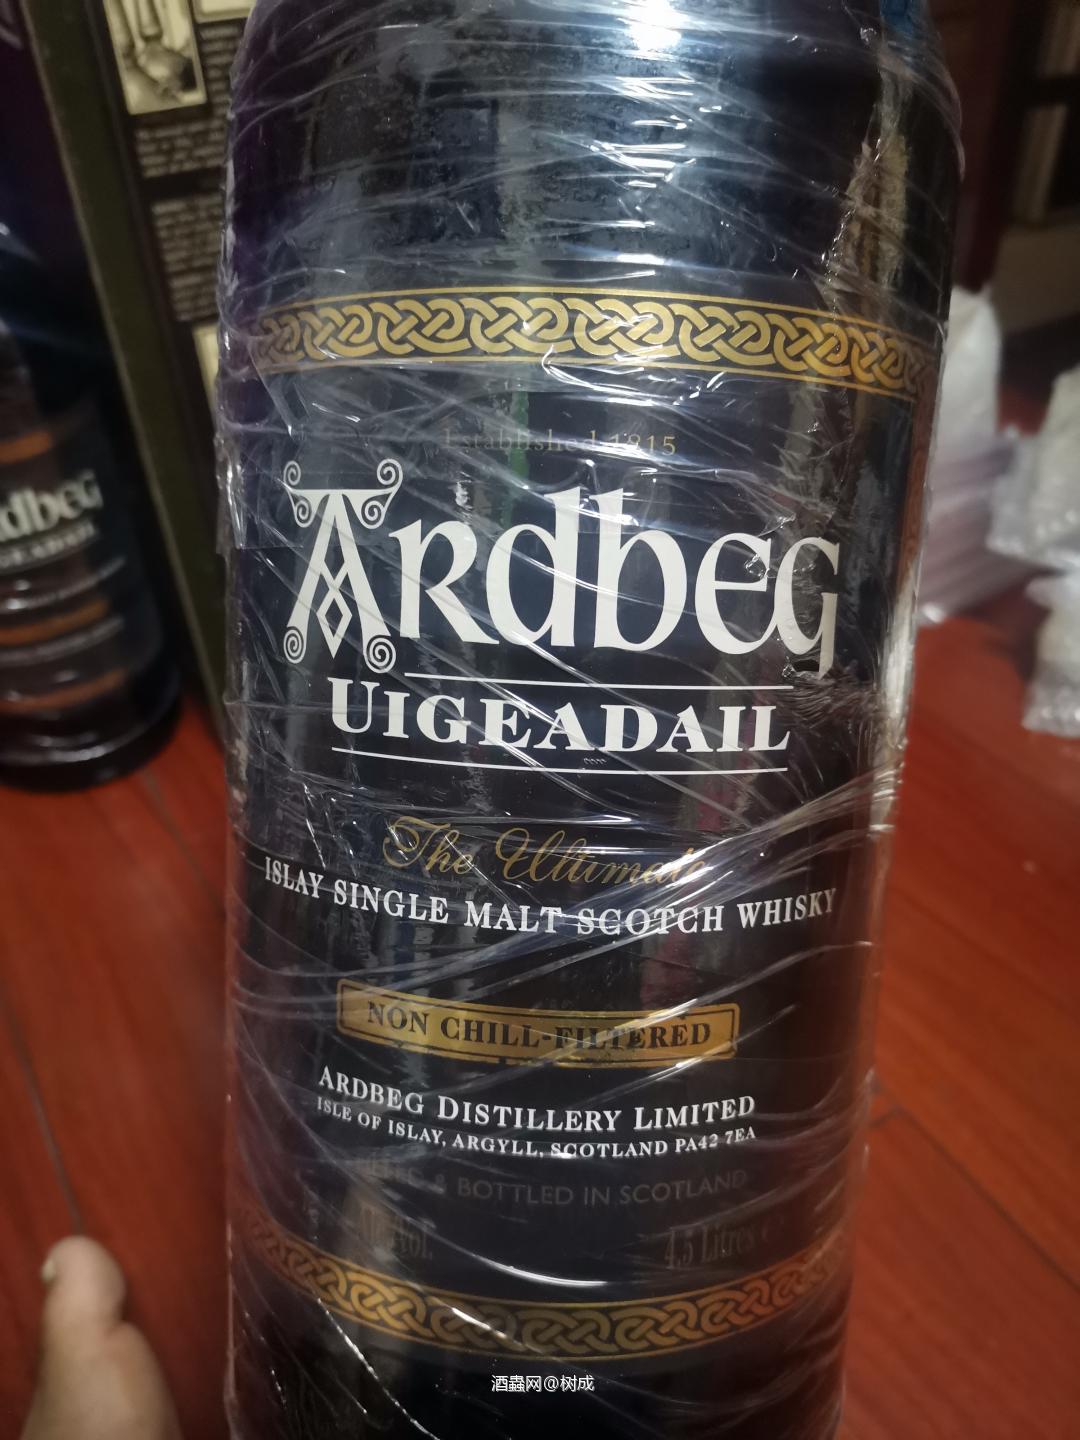 Established 1815
Ardbeg
UIGEADAIL
The Ultimate
ISLAY SINGLE MALT SCOTCH WHISKY
NON CHILL-FILTERED
ARDBEG DISTILLERY LIMITED
ISLE OF ISLAY, ARGYLL, SCOTLAND PA42 7EA
& BOTTLED IN SCOTLAND
4,5 Litres e
酒蟲网@树成